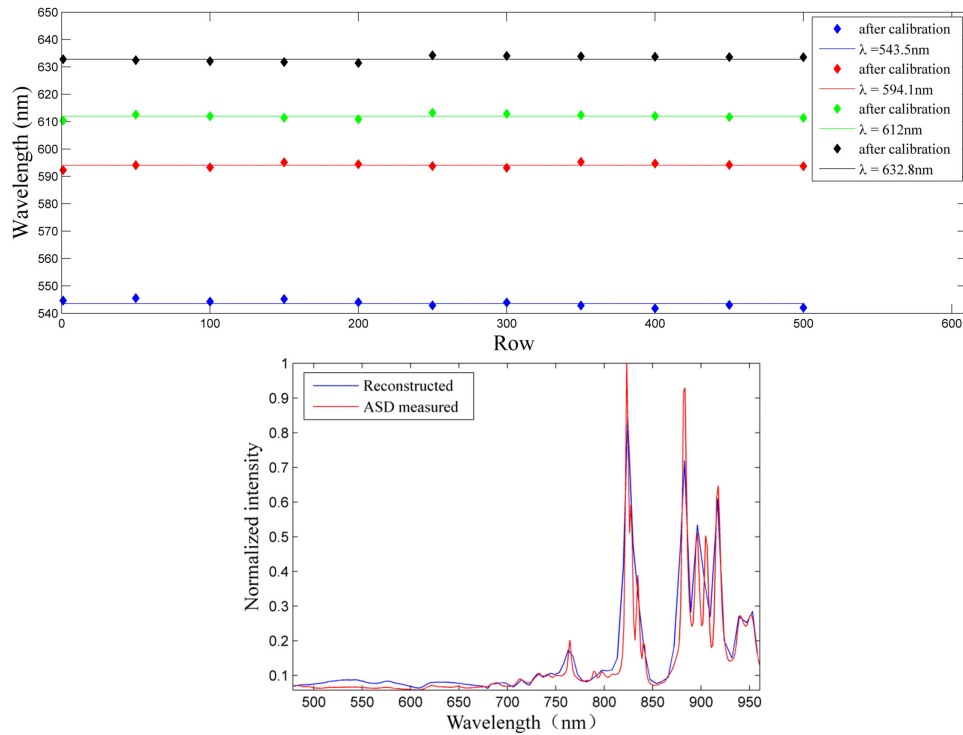 650
640
630
620
610
600
590
580
570
560
550
540
Wavelength (nm)
0
100
200
300
400
500
600
Row
after calibration
λ =543.5nm
after calibration
λ = 594.1nm
after calibration
λ = 612nm
after calibration
λ = 632.8nm
1
0.9
0.8
0.7
0.6
0.5
0.4
0.3
0.2
0.1
Normalized intensity
Reconstructed
ASD measured
500
550
600
650
700
750
800
850
900
950
Wavelength（nm）